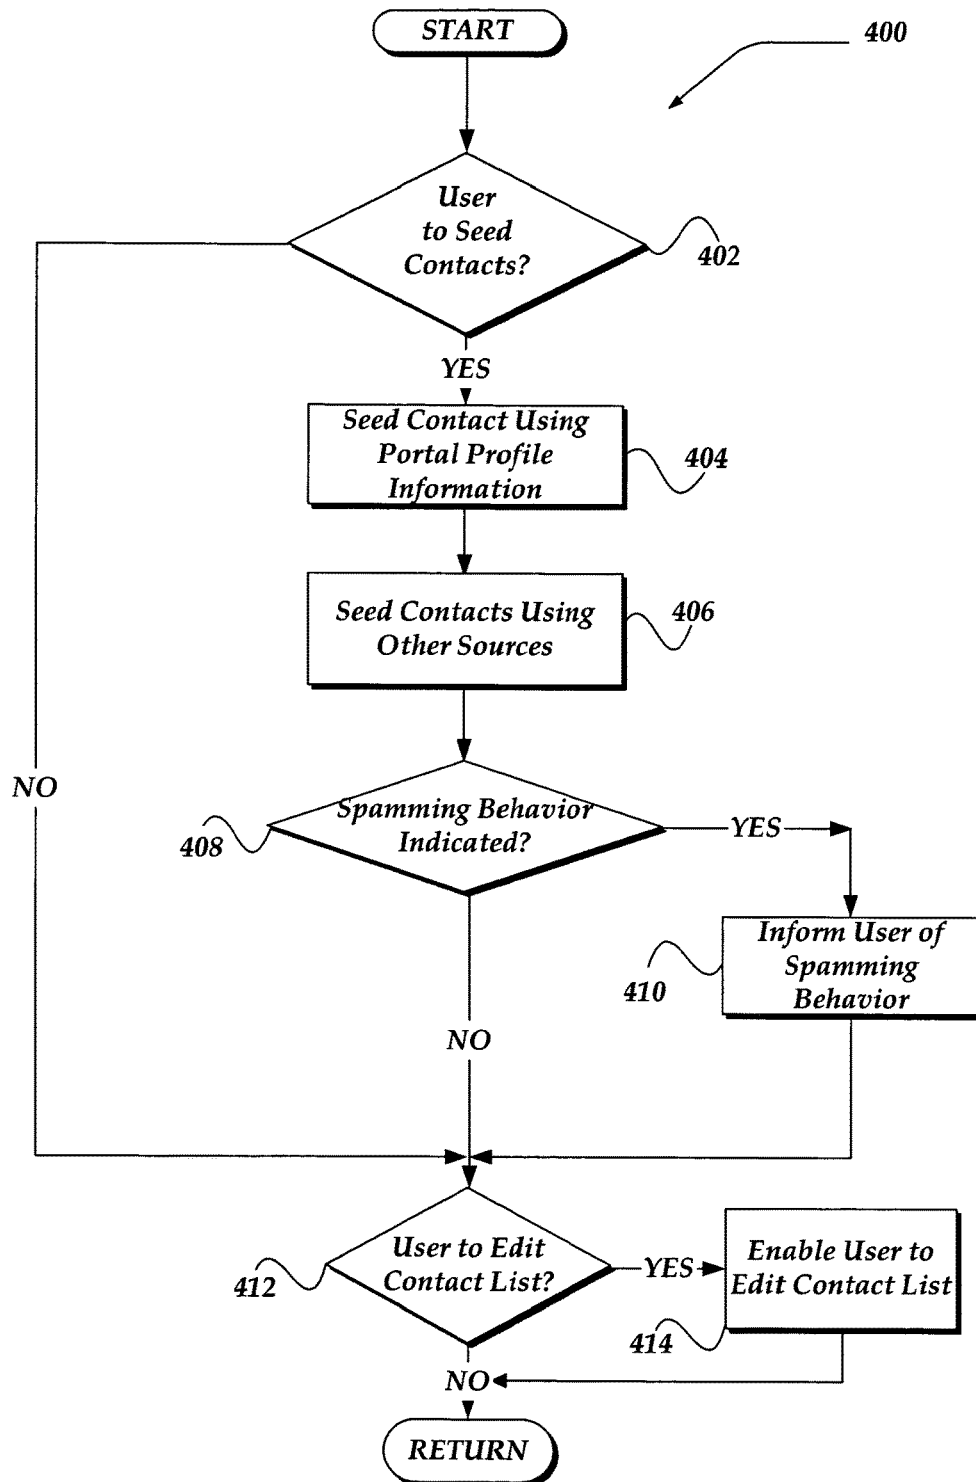 START
400
User
to Seed
Contacts?
402
YES
Seed Contact Using
Portal Profile
Information
404
Seed Contacts Using
Other Sources
406
NO
Spamming Behavior
Indicated?
408
YES
Inform User of
Spamming
Behavior
410
NO
User to Edit
Contact List?
412
YES
Enable User to
Edit Contact List
414
NO
RETURN